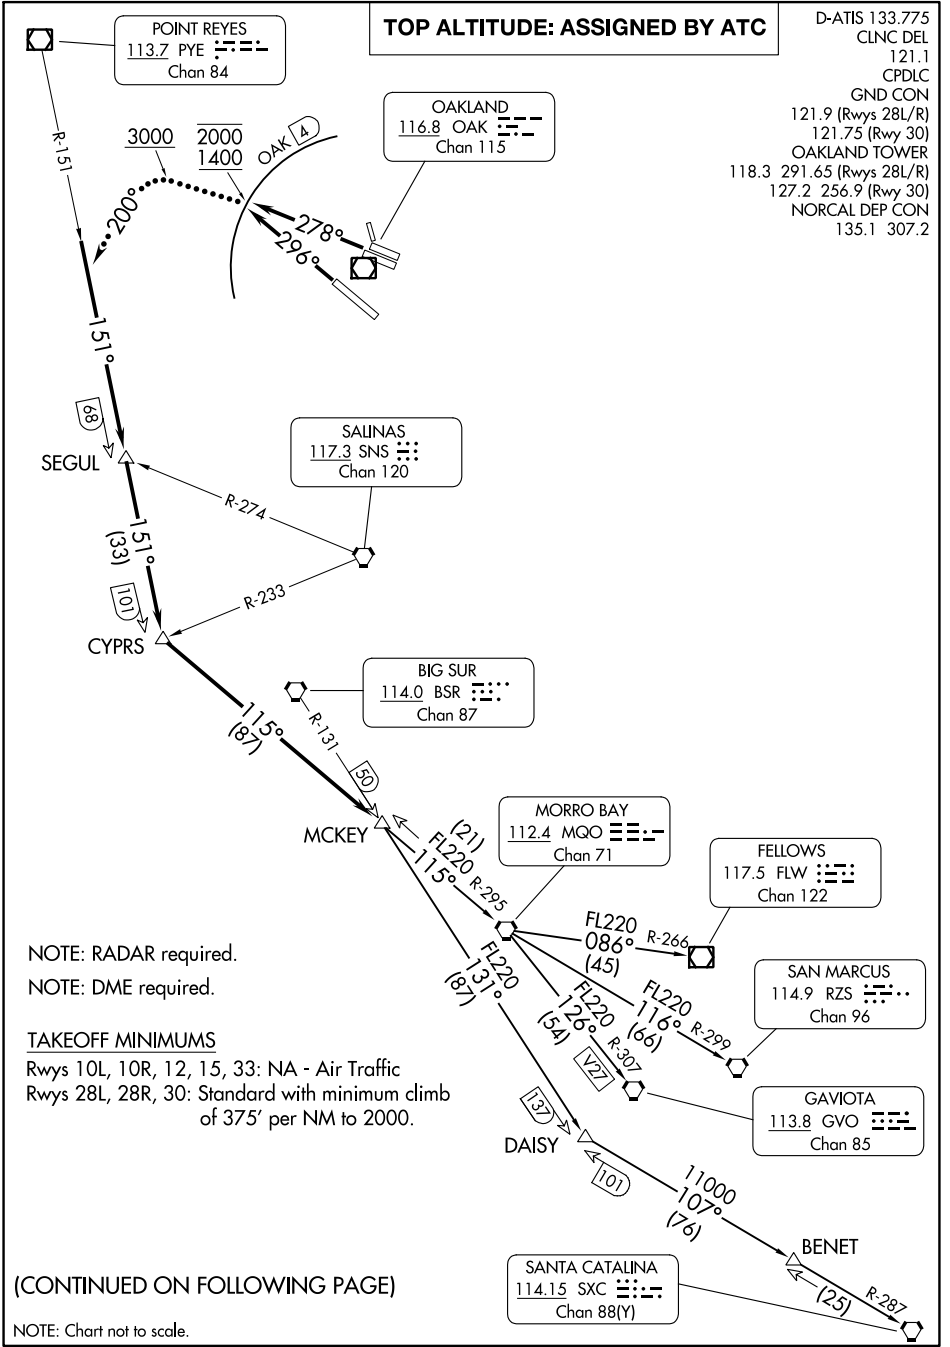 TOP ALTITUDE: ASSIGNED BY ATC
D-ATIS 133.775
CLNC DEL
121.1
CPDLC
GND CON
121.9 (Rwys 28L/R)
121.75 (Rwy 30)
OAKLAND TOWER
118.3 291.65 (Rwys 28L/R)
127.2 256.9 (Rwy 30)
NORCAL DEP CON
135.1 307.2
POINT REYES
113.7 PYE
Chan 84
R-151
OAKLAND
116.8 OAK
Chan 115
3000
2000
1400
OAK 4
200°
278°
296°
151°
68
SEGUL
SALINAS
117.3 SNS
Chan 120
R-274
151°
(33)
R-233
101
CYPRS
BIG SUR
114.0 BSR
Chan 87
115°
(87)
R-131
50
MCKEY
MORRO BAY
112.4 MQO
Chan 71
(21)
FL220
115°
R-295
FELLOWS
117.5 FLW
Chan 122
FL220
086°
(45)
R-266
SAN MARCUS
114.9 RZS
Chan 96
FL220
116°
(66)
R-299
FL220
126°
(54)
R-307
V27
FL220
131°
(87)
GAVIOTA
113.8 GVO
Chan 85
137
DAISY
101
11000
107°
(76)
BENET
SANTA CATALINA
114.15 SXC
Chan 88(Y)
(25)
R-287
NOTE: RADAR required.
NOTE: DME required.
TAKEOFF MINIMUMS
Rwys 10L, 10R, 12, 15, 33: NA - Air Traffic
Rwys 28L, 28R, 30: Standard with minimum climb
of 375' per NM to 2000.
(CONTINUED ON FOLLOWING PAGE)
NOTE: Chart not to scale.